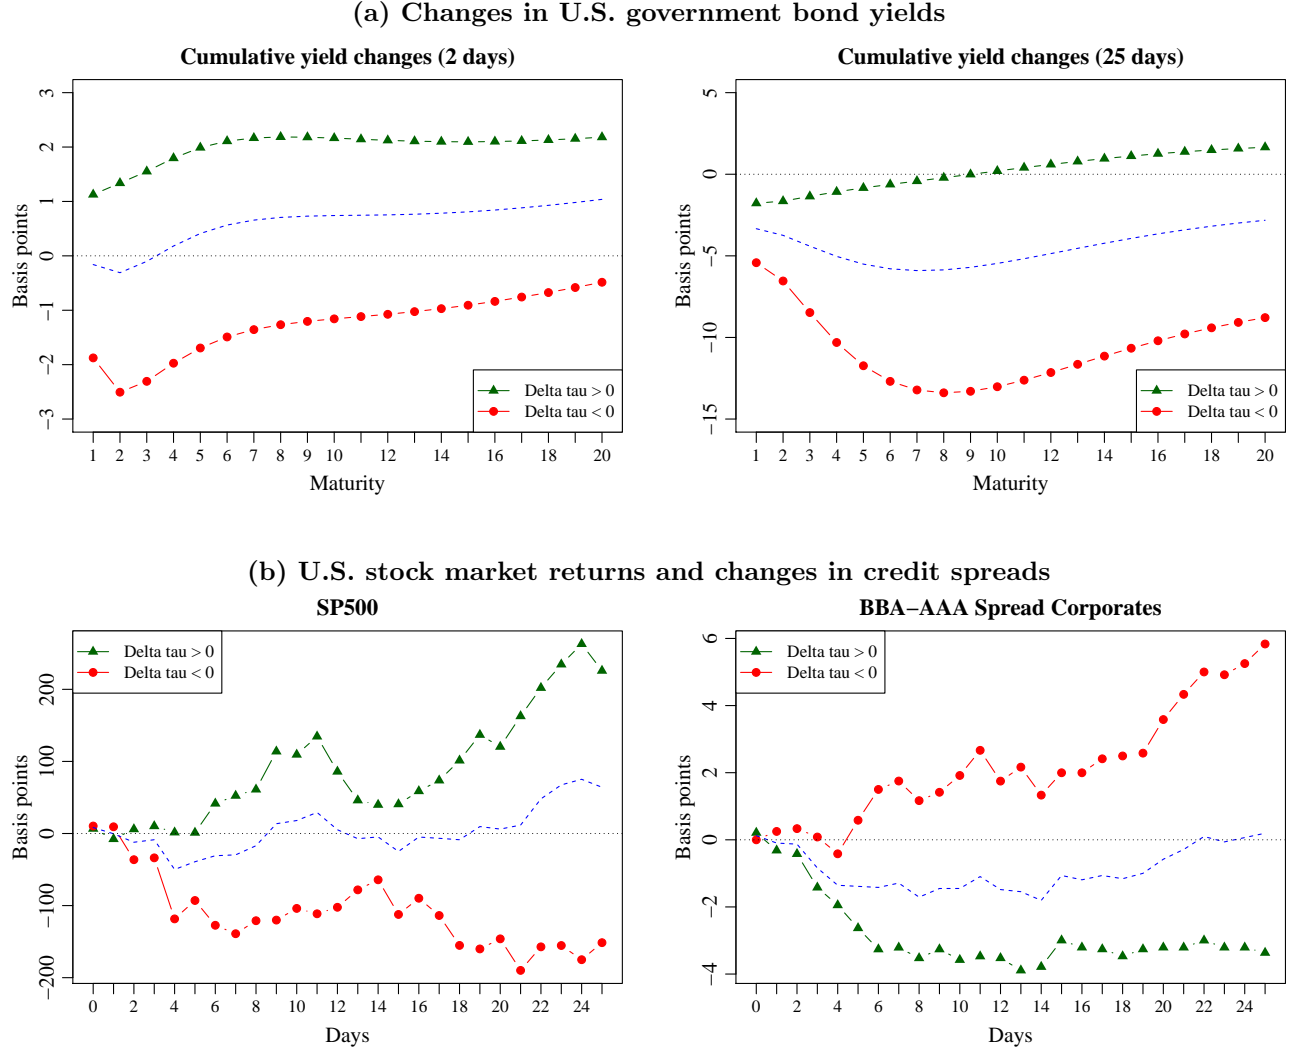 (a) Changes in U.S. government bond yields
Cumulative yield changes (2 days)
Basis points
3
2
1
0
−1
−2
−3
Delta tau > 0
Delta tau < 0
1 2 3 4 5 6 7 8 9 10 12 14 16 18 20
Maturity
Cumulative yield changes (25 days)
Basis points
5
0
−5
−10
−15
Delta tau > 0
Delta tau < 0
1 2 3 4 5 6 7 8 9 10 12 14 16 18 20
Maturity
(b) U.S. stock market returns and changes in credit spreads
SP500
Basis points
200
100
0
−100
−200
Delta tau > 0
Delta tau < 0
0 2 4 6 8 10 12 14 16 18 20 22 24
Days
BBA−AAA Spread Corporates
Basis points
6
4
2
0
−2
−4
Delta tau > 0
Delta tau < 0
0 2 4 6 8 10 12 14 16 18 20 22 24
Days